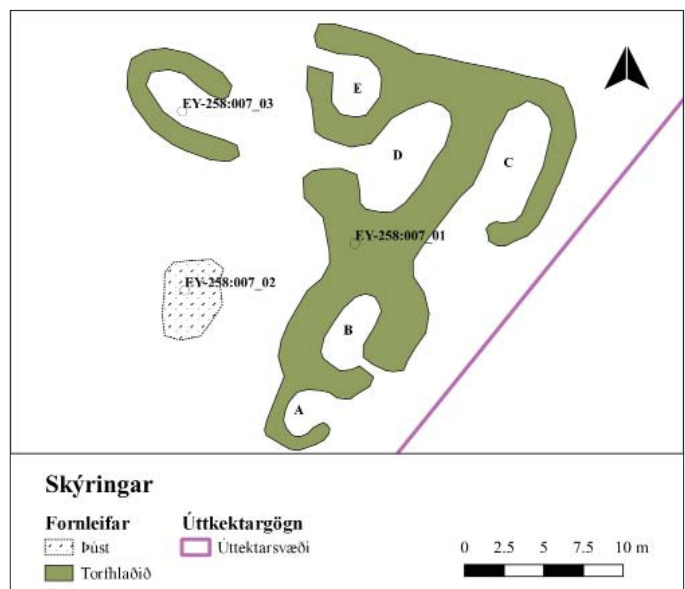 E
EY-258:007_03
D
C
EY-258:007_01
EY-258:007_02
B
A
Skýringar
Fornleifar Úttkektargögn
Þúst Úttektarsvæði
Torfhlaðið
0 2.5 5 7.5 10 m